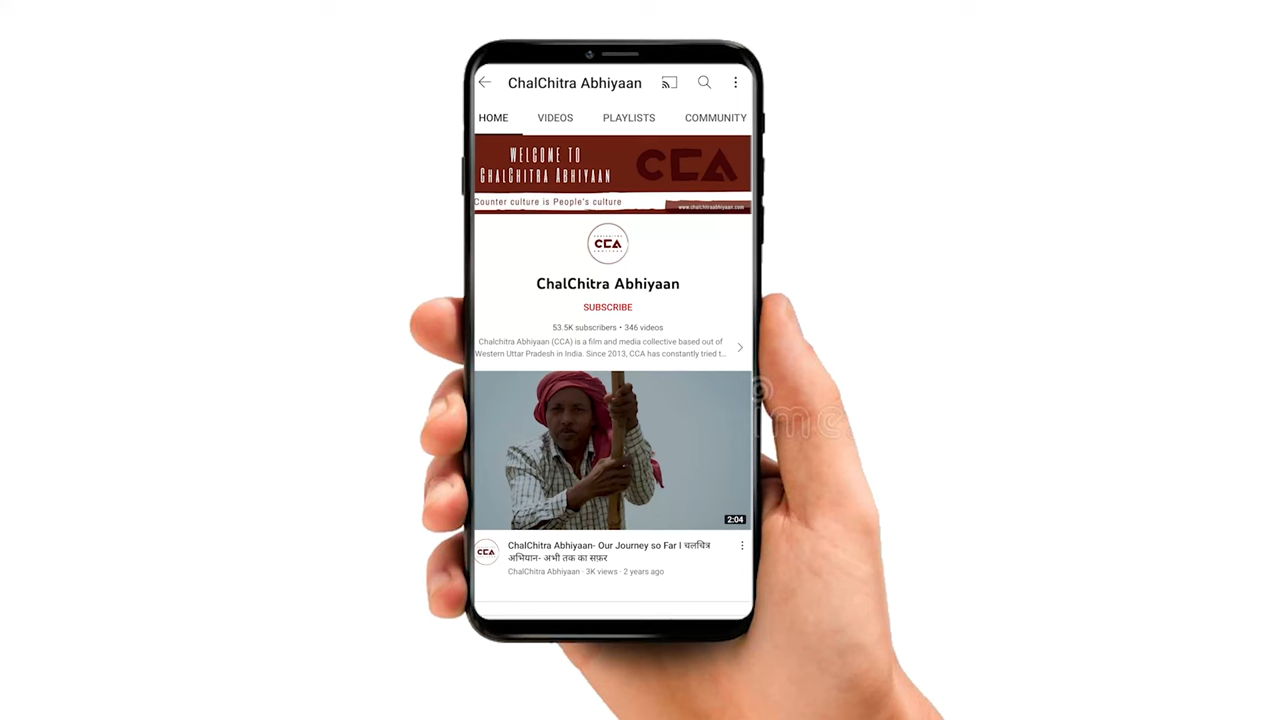 ChalChitra Abhiyaan
HOME VIDEOS PLAYLISTS COMMUNITY
WELCOME TO
CHALCHITRA ABHIYAAN
CCA
Counter culture is People's culture
www.chalchitraabhiyaan.com
CCA
ChalChitra Abhiyaan
SUBSCRIBE
53.5K subscribers • 346 videos
Chalchitra Abhiyaan (CCA) is a film and media collective based out of
Western Uttar Pradesh in India. Since 2013, CCA has constantly tried t...
2:04
CCA
ChalChitra Abhiyaan- Our Journey so Far l चलचित्र
अभियान- अभी तक का सफ़र
ChalChitra Abhiyaan · 3K views · 2 years ago